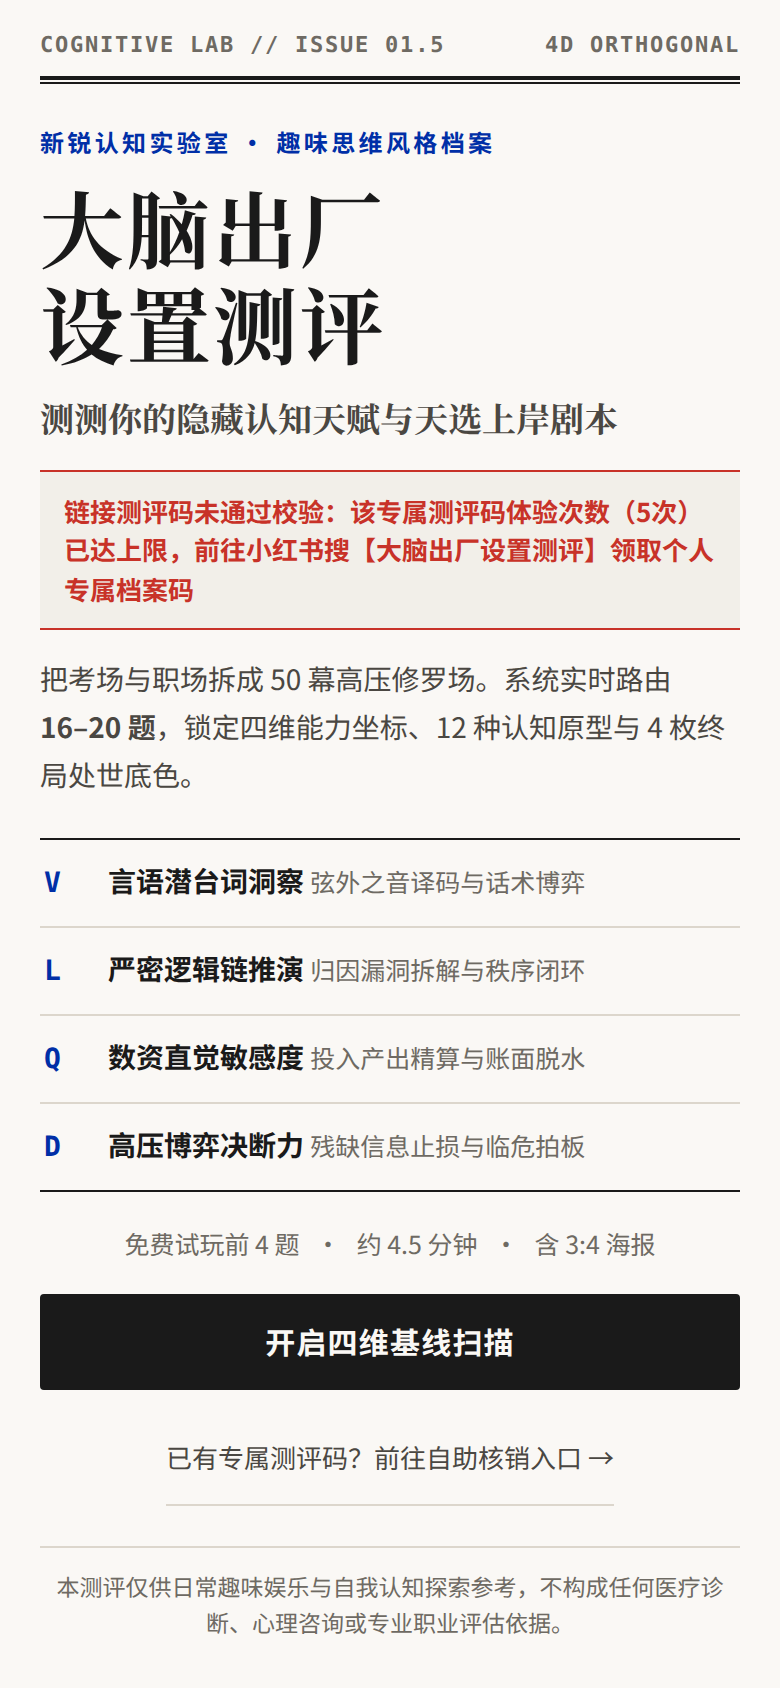 COGNITIVE LAB // ISSUE 01.5
4D ORTHOGONAL
新锐认知实验室 · 趣味思维风格档案
大脑出厂
设置测评
测测你的隐藏认知天赋与天选上岸剧本
链接测评码未通过校验：该专属测评码体验次数（5次）
已达上限，前往小红书搜【大脑出厂设置测评】领取个人
专属档案码
把考场与职场拆成 50 幕高压修罗场。系统实时路由
16–20 题，锁定四维能力坐标、12 种认知原型与 4 枚终
局处世底色。
V 言语潜台词洞察 弦外之音译码与话术博弈
L 严密逻辑链推演 归因漏洞拆解与秩序闭环
Q 数资直觉敏感度 投入产出精算与账面脱水
D 高压博弈决断力 残缺信息止损与临危拍板
免费试玩前 4 题 · 约 4.5 分钟 · 含 3:4 海报
开启四维基线扫描
已有专属测评码？前往自助核销入口 →
本测评仅供日常趣味娱乐与自我认知探索参考，不构成任何医疗诊
断、心理咨询或专业职业评估依据。